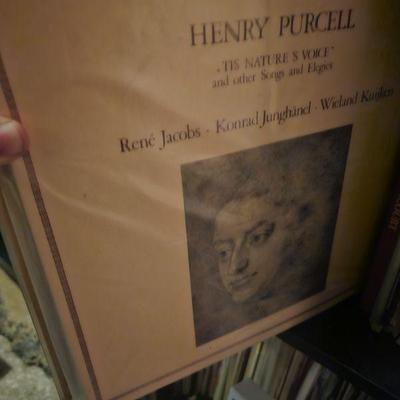 HENRY PURCELL
„TIS NATURE'S VOICE”
and other Songs and Elegies
René Jacobs · Konrad Junghänel · Wieland Kuijken